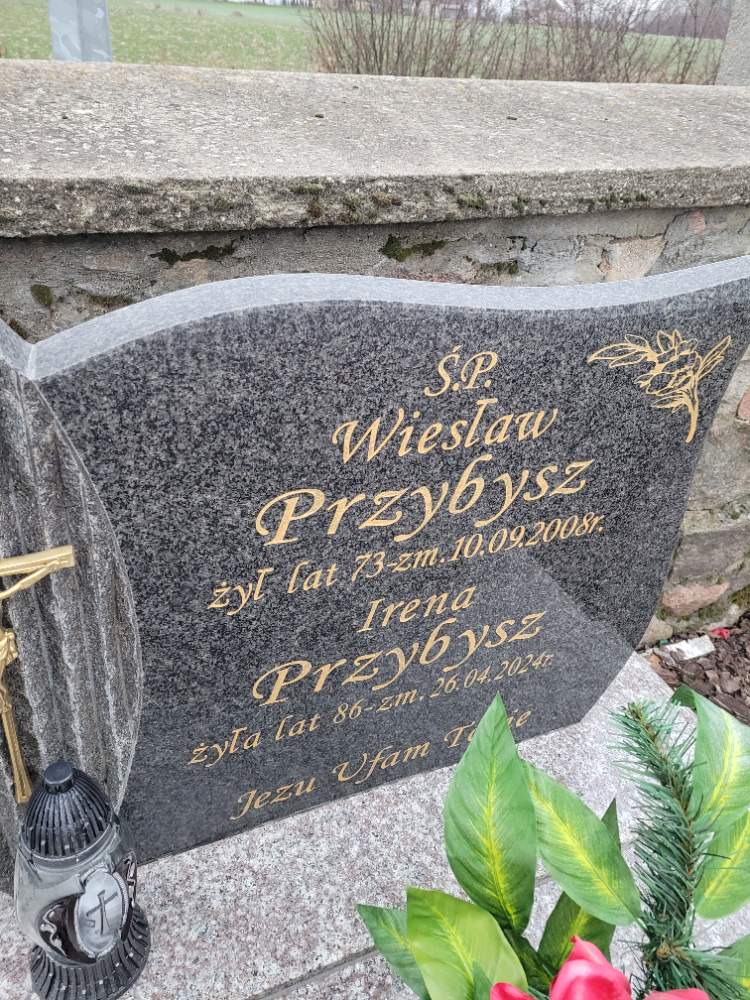 Ś.P.
Wiesław
Przybysz
żył lat 73-zm.10.09.2008r.
Irena
Przybysz
żyła lat 86-zm. 26.04.2024r.
Jezu Ufam Tobie